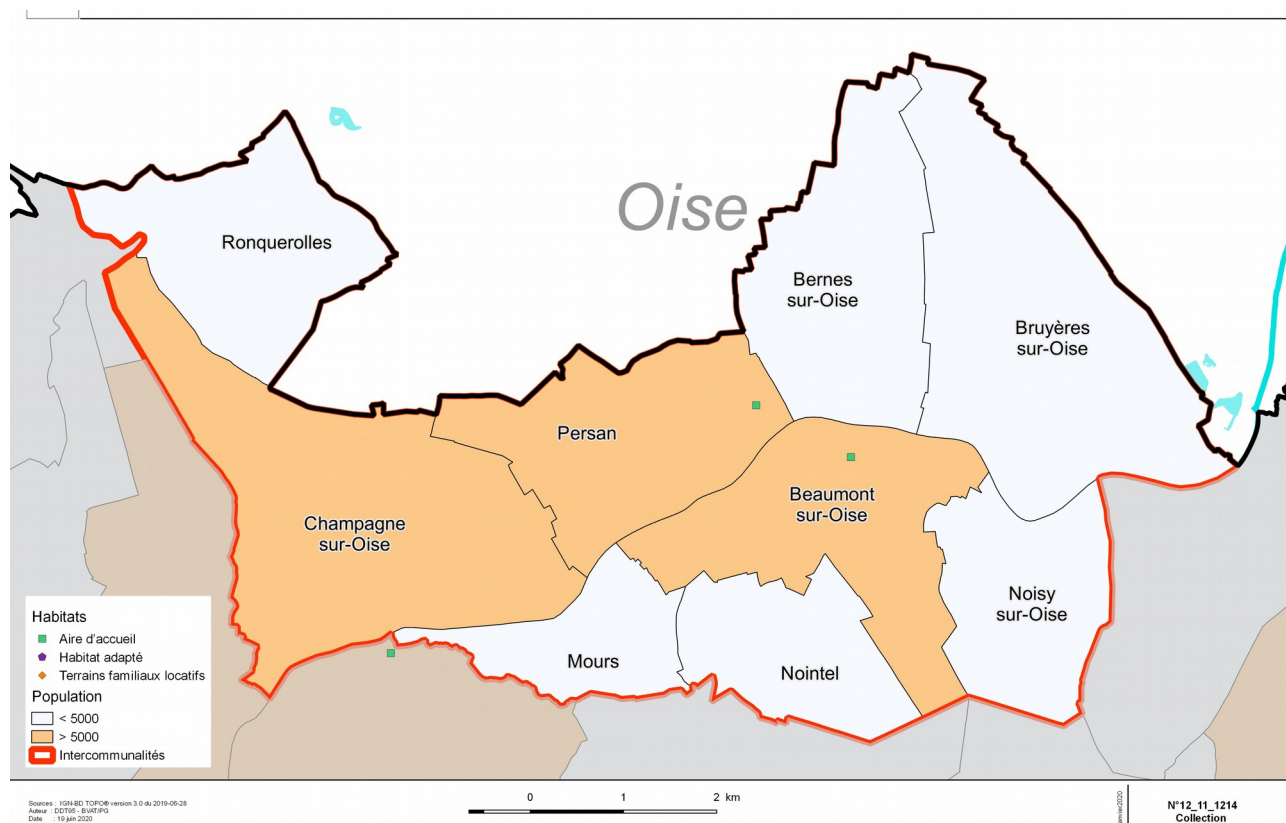 Oise
Ronquerolles
Bernes
sur-Oise
Bruyères
sur-Oise
Persan
Beaumont
sur-Oise
Champagne
sur-Oise
Noisy
sur-Oise
Mours
Nointel
Habitats
Aire d'accueil
Habitat adapté
Terrains familiaux locatifs
Population
< 5000
> 5000
Intercommunalités
0 1 2 km
Sources : IGN-BD TOPO® version 3.0 du 2019-06-28
Auteur : DDT95 - BVAT/PG
Date : 19 juin 2020
N°12_11_1214
Collection